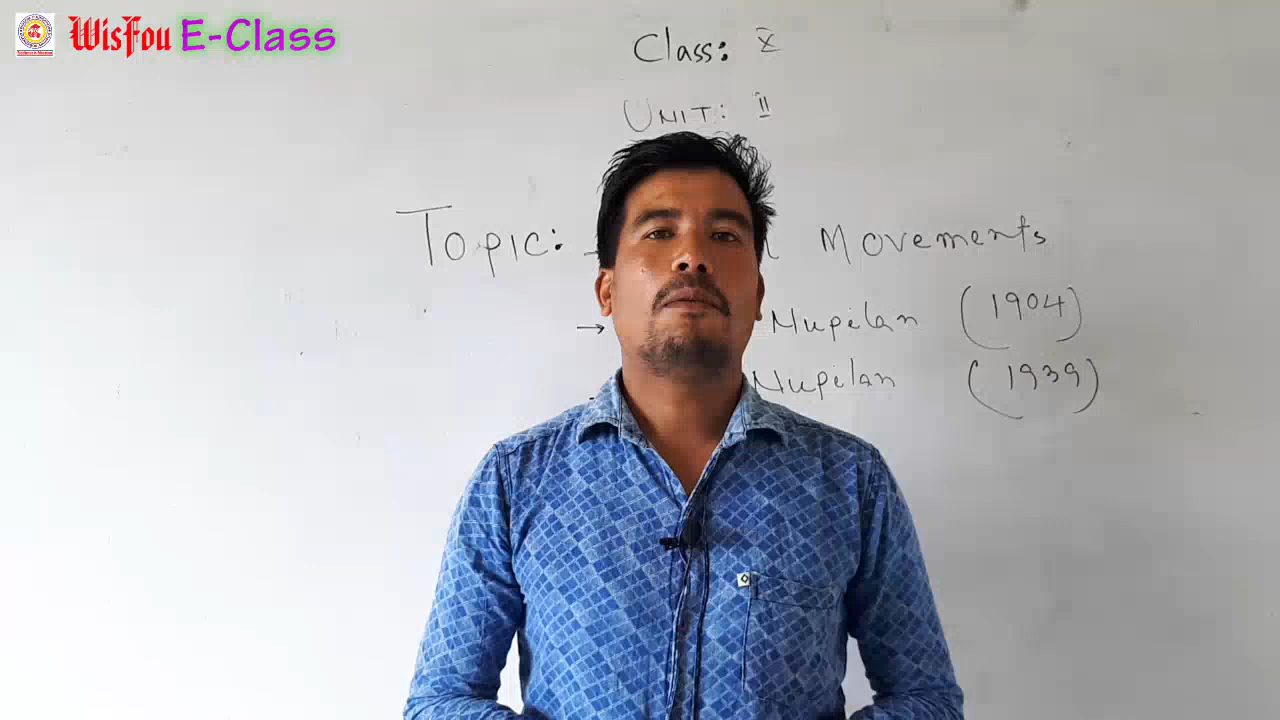 WisFou E-Class
Class: X
UNIT: II
Topic: Movements
→ Nupilan (1904)
Nupilan (1939)